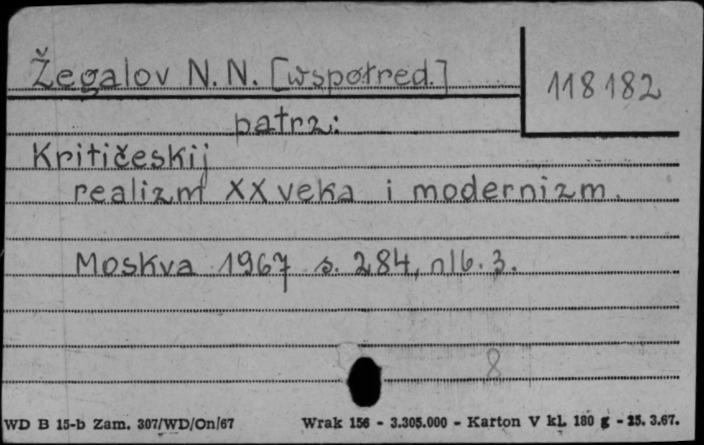 Žegalov N. N. [współred.]
118182
patrz:
Kritičeskij
realizm XX veka i modernizm.
Moskva 1967 s. 284, nlb. 3.
8
WD B 15-b Zam. 307/WD/On/67 Wrak 156 - 3.305.000 - Karton V kl. 180 g - 25. 3.67.